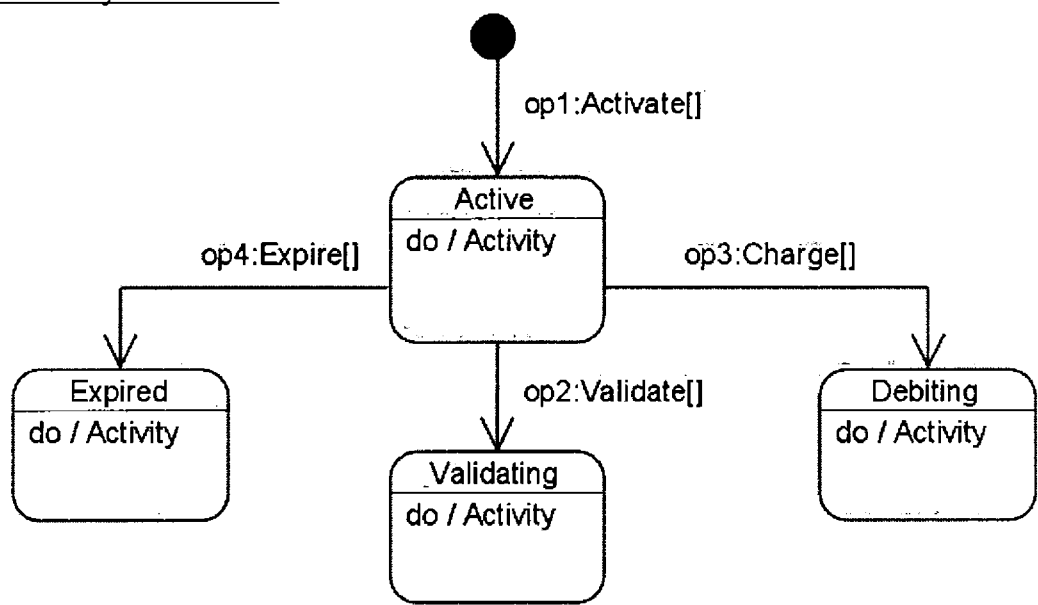 op1:Activate[]
Active
do / Activity
op4:Expire[]
op3:Charge[]
Expired
do / Activity
op2:Validate[]
Debiting
do / Activity
Validating
do / Activity